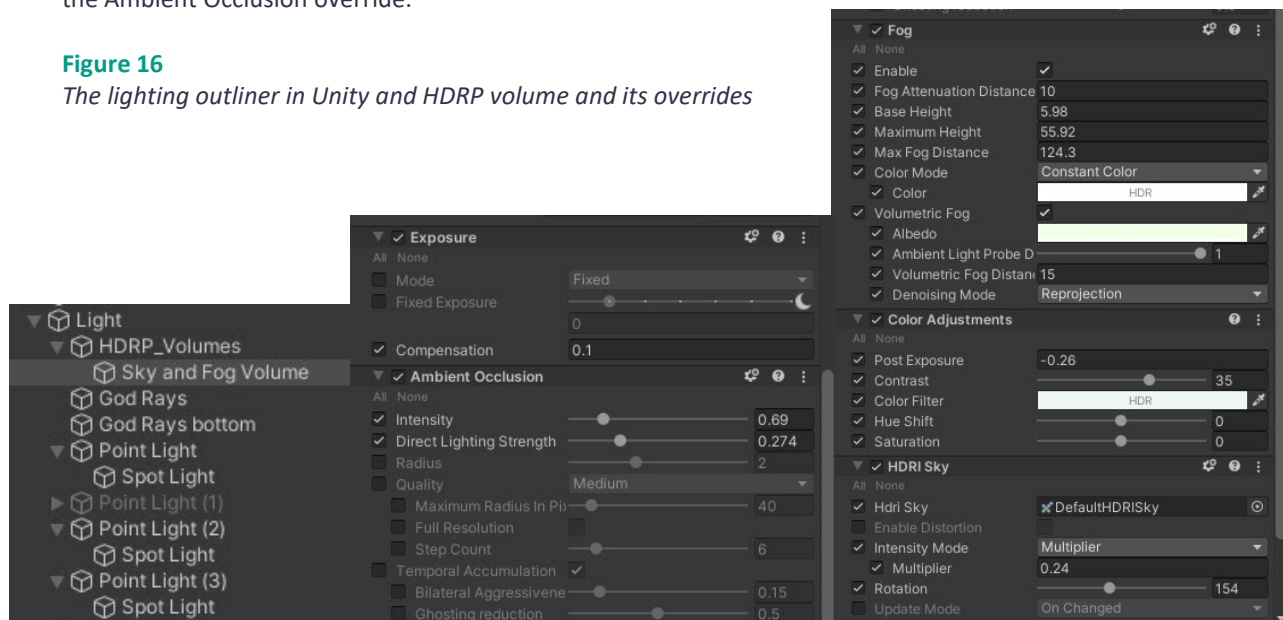 the Ambient Occlusion override.
Figure 16
The lighting outliner in Unity and HDRP volume and its overrides
Light
HDRP_Volumes
Sky and Fog Volume
God Rays
God Rays bottom
Point Light
Spot Light
Point Light (1)
Point Light (2)
Spot Light
Point Light (3)
Spot Light
Exposure
All None
Mode Fixed
Fixed Exposure
0
Compensation 0.1
Ambient Occlusion
All None
Intensity 0.69
Direct Lighting Strength 0.274
Radius 2
Quality Medium
Maximum Radius In Pi 40
Full Resolution
Step Count 6
Temporal Accumulation
Bilateral Aggressivene 0.15
Ghosting reduction 0.5
Fog
All None
Enable
Fog Attenuation Distance 10
Base Height 5.98
Maximum Height 55.92
Max Fog Distance 124.3
Color Mode Constant Color
Color HDR
Volumetric Fog
Albedo
Ambient Light Probe D 1
Volumetric Fog Distan 15
Denoising Mode Reprojection
Color Adjustments
All None
Post Exposure -0.26
Contrast 35
Color Filter HDR
Hue Shift 0
Saturation 0
HDRI Sky
All None
Hdri Sky DefaultHDRISky
Enable Distortion
Intensity Mode Multiplier
Multiplier 0.24
Rotation 154
Update Mode On Changed